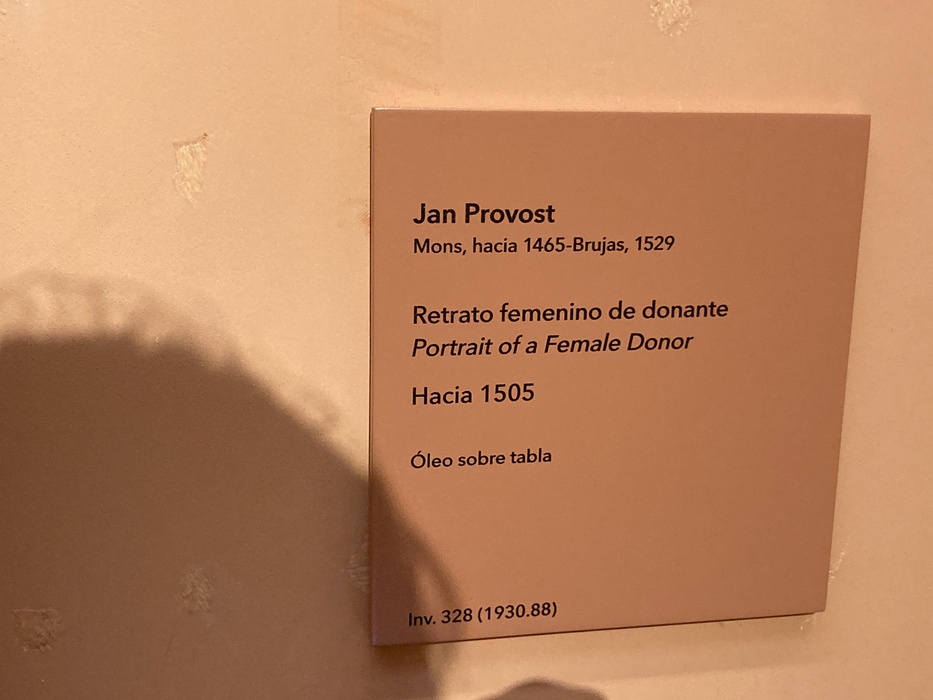 Jan Provost
Mons, hacia 1465-Brujas, 1529
Retrato femenino de donante
Portrait of a Female Donor
Hacia 1505
Óleo sobre tabla
Inv. 328 (1930.88)